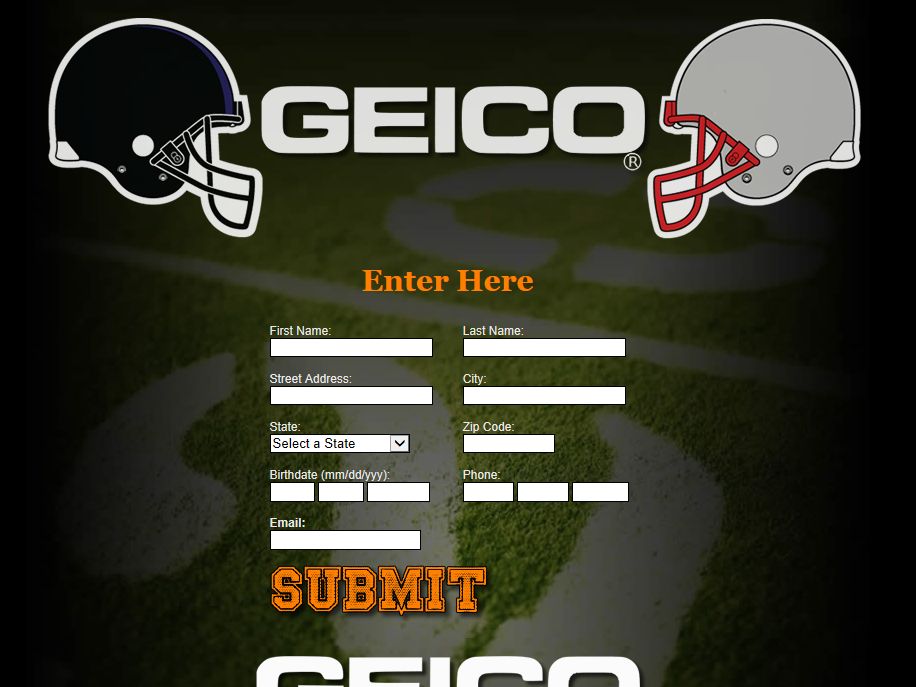 GEICO
®
Enter Here
First Name: Last Name:
Street Address: City:
State: Zip Code:
Select a State
Birthdate (mm/dd/yyy): Phone:
Email:
SUBMIT
GEICO